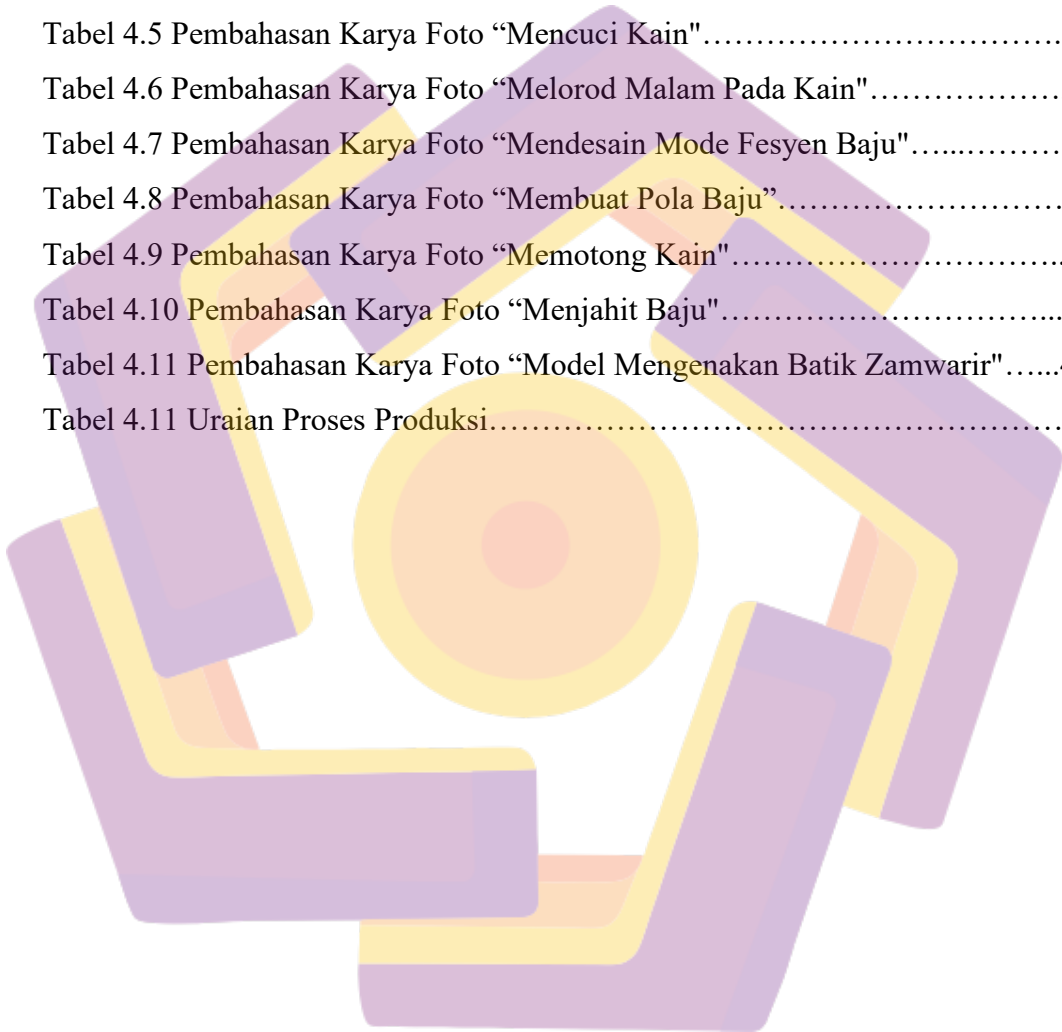 Tabel 4.5 Pembahasan Karya Foto “Mencuci Kain"…………………………….
Tabel 4.6 Pembahasan Karya Foto “Melorod Malam Pada Kain"………………
Tabel 4.7 Pembahasan Karya Foto “Mendesain Mode Fesyen Baju"…...………
Tabel 4.8 Pembahasan Karya Foto “Membuat Pola Baju”………………………
Tabel 4.9 Pembahasan Karya Foto “Memotong Kain"…………………………..
Tabel 4.10 Pembahasan Karya Foto “Menjahit Baju"…………………………...
Tabel 4.11 Pembahasan Karya Foto “Model Mengenakan Batik Zamwarir"…...
Tabel 4.11 Uraian Proses Produksi………………………………………………